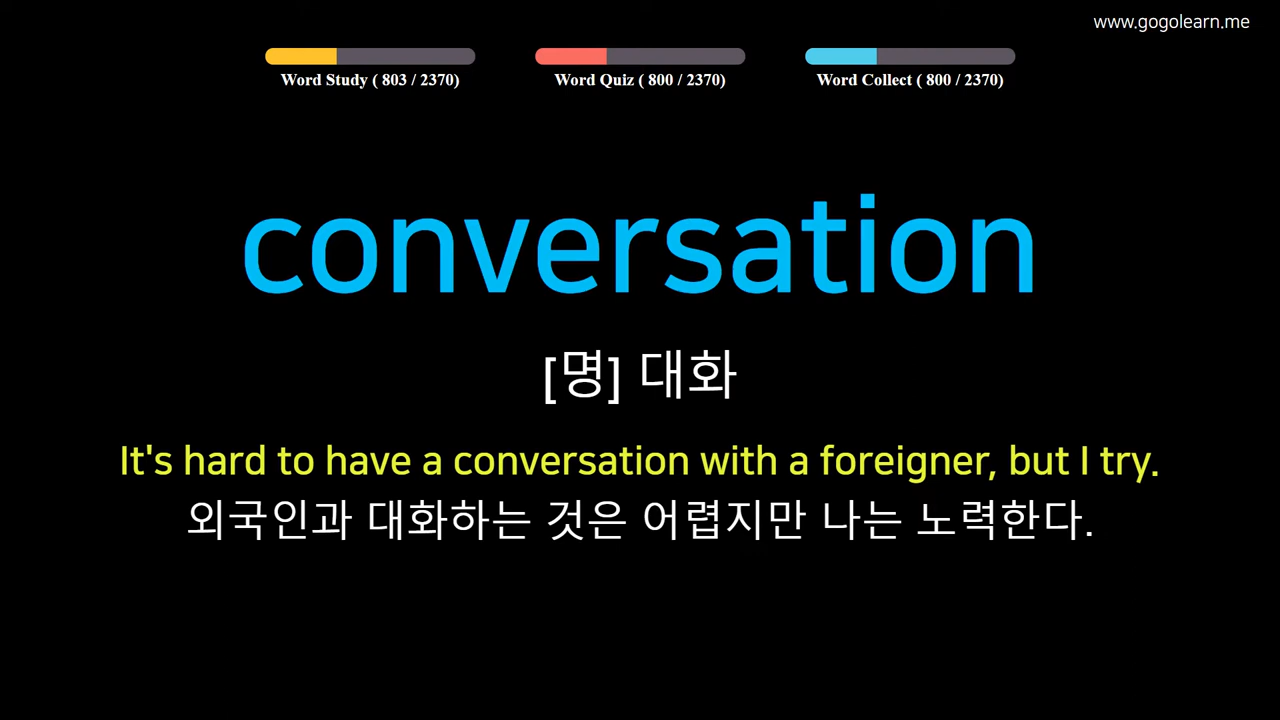 www.gogolearn.me
Word Study ( 803 / 2370)
Word Quiz ( 800 / 2370)
Word Collect ( 800 / 2370)
conversation
[명] 대화
It's hard to have a conversation with a foreigner, but I try.
외국인과 대화하는 것은 어렵지만 나는 노력한다.